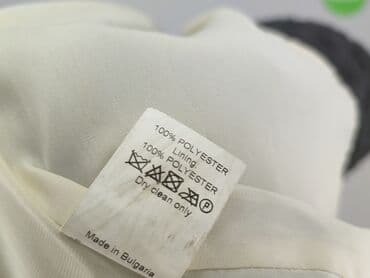 100% POLYESTER
Lining
100% POLYESTER
P
Dry clean only
Made in Bulgaria